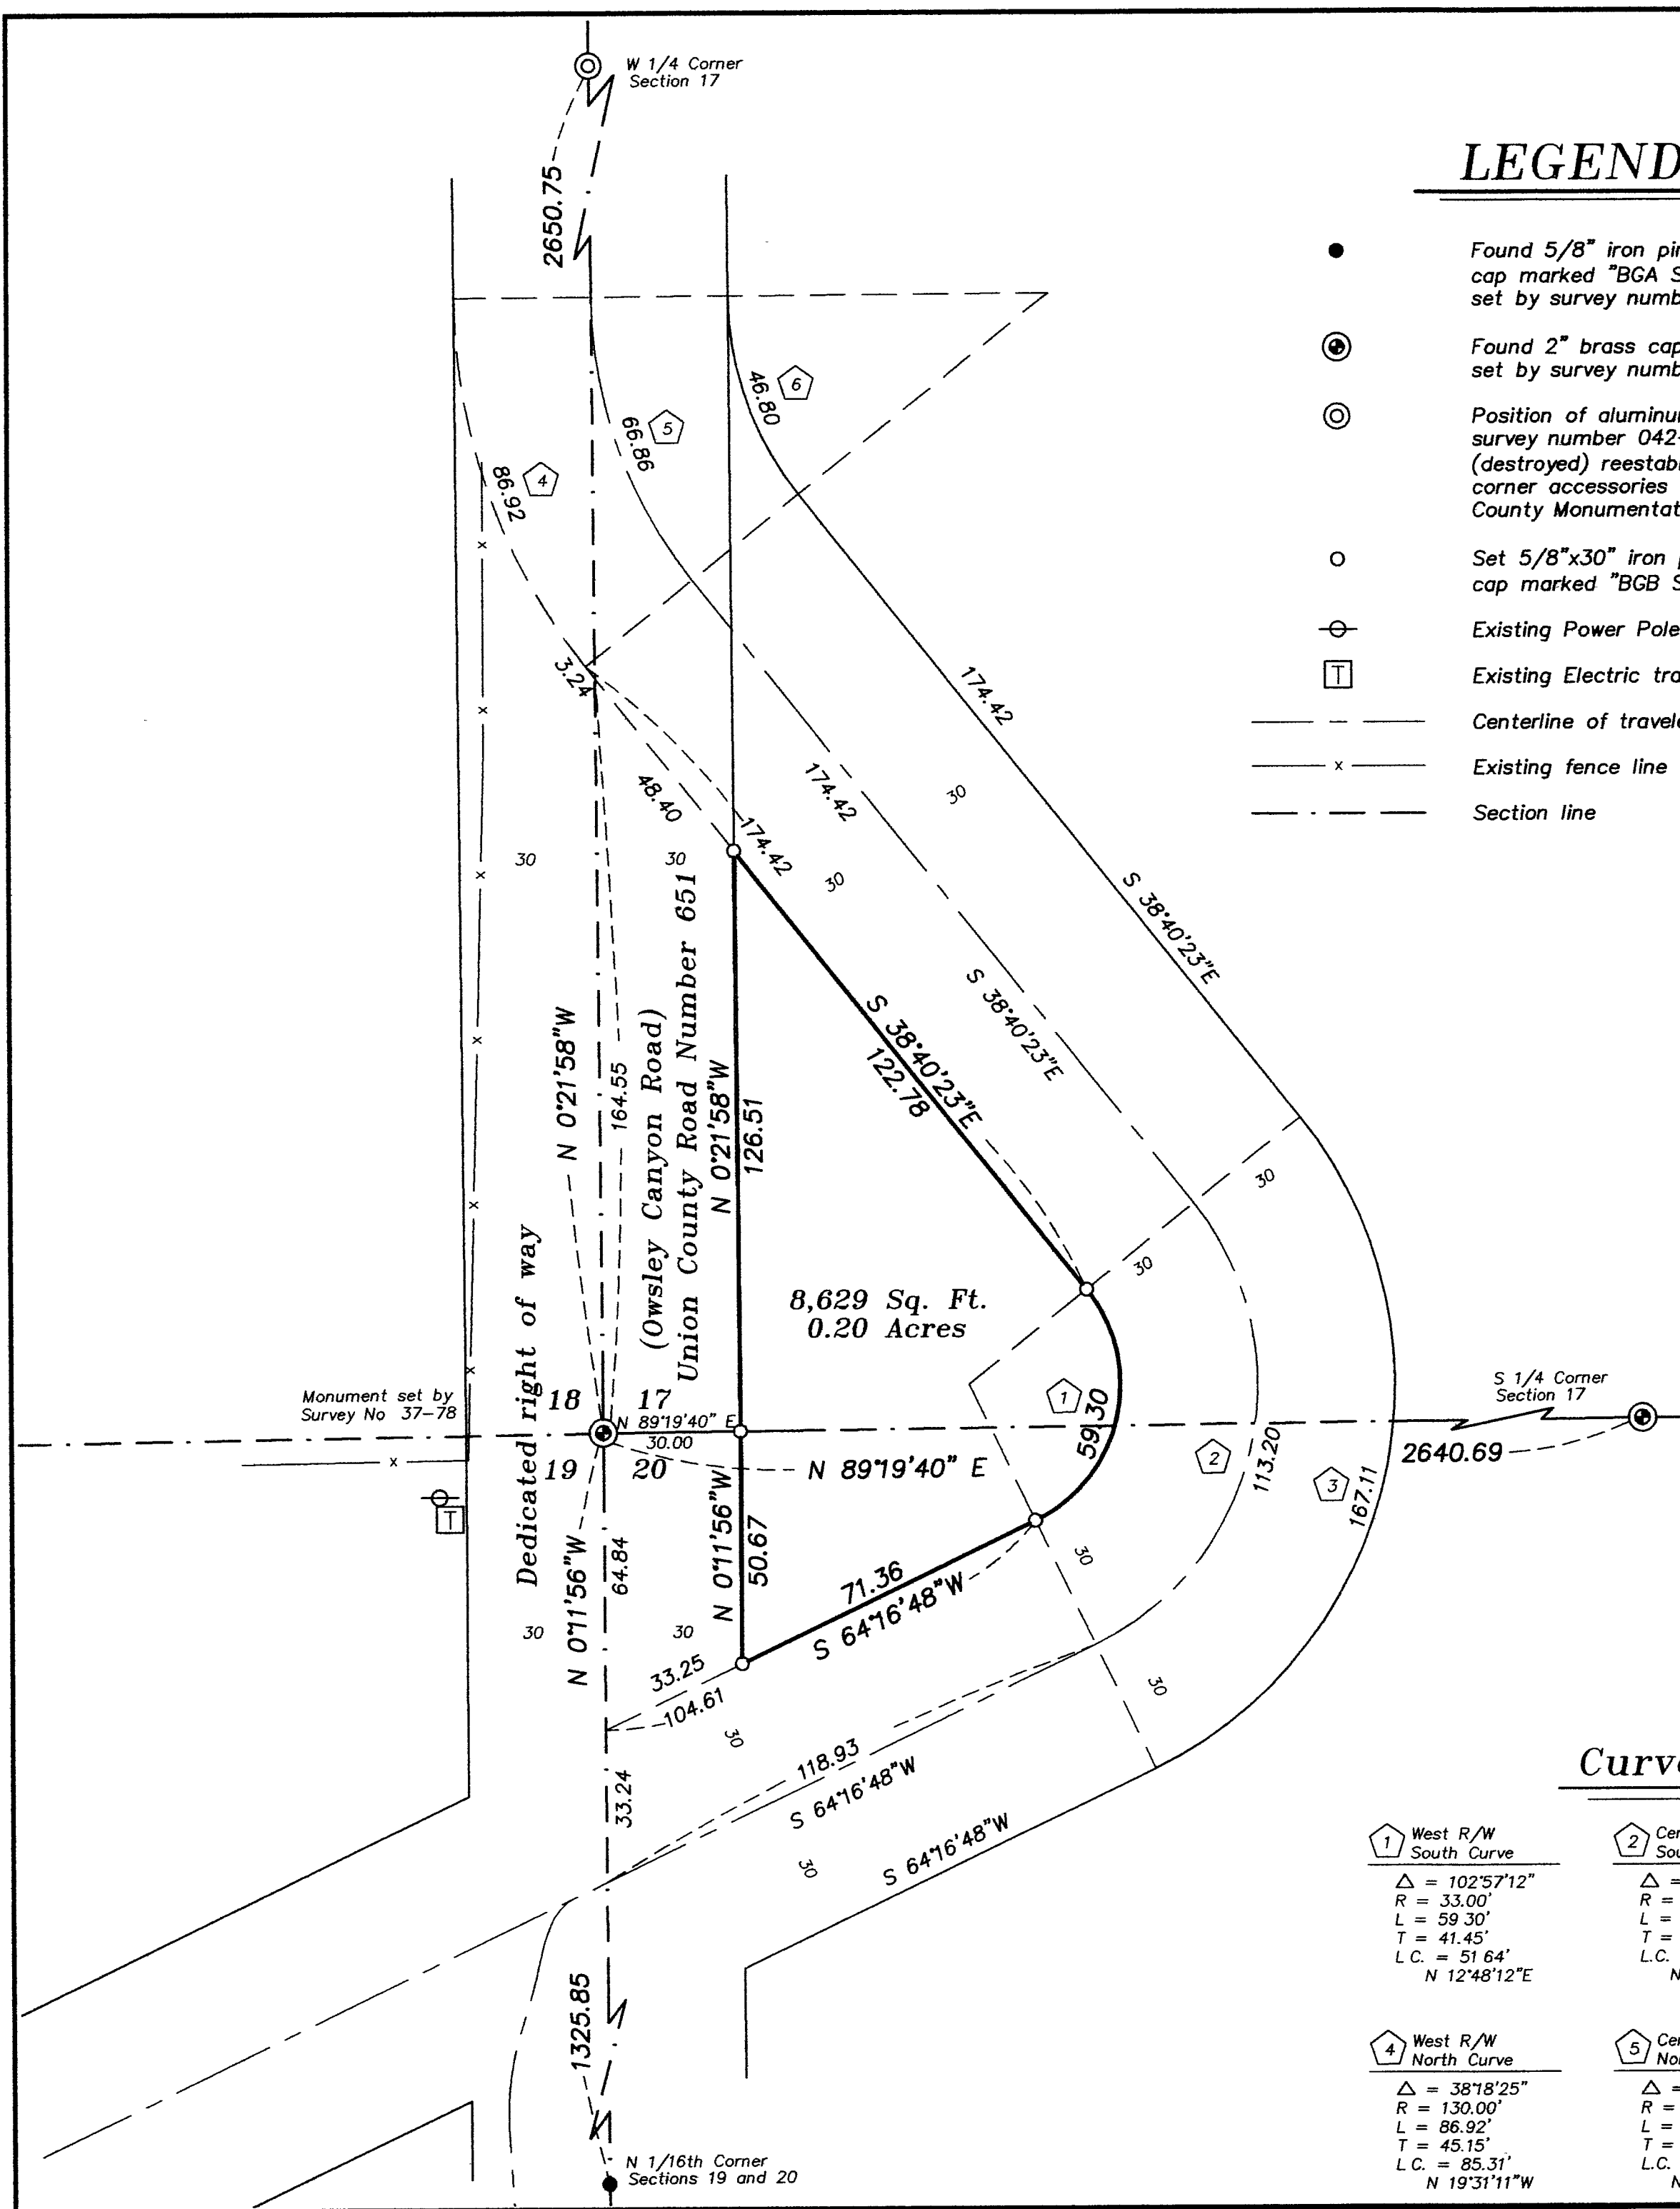 W 1/4 Corner
Section 17
2650.75
LEGEND
Found 5/8" iron pin
cap marked "BGA S
set by survey numb
Found 2" brass cap
set by survey numb
Position of aluminu
survey number 042-
(destroyed) reestab
corner accessories
County Monumentat
Set 5/8"x30" iron p
cap marked "BGB S
Existing Power Pole
T
Existing Electric tra
Centerline of travel
x
Existing fence line
Section line
46.80
6
66.86
5
86.92
4
x
x
x
x
x
x
3.24
48.40
174.42
174.42
174.42
30
30
30
30
S 38°40'23"E
S 38°40'23"E
S 38°40'23"E
122.78
N 0°21'58"W
164.55
(Owsley Canyon Road)
Union County Road Number 651
N 0°21'58"W
126.51
Dedicated right of way
8,629 Sq. Ft.
0.20 Acres
30
30
Monument set by
Survey No 37-78
18
17
19
20
N 89°19'40" E
30.00
N 89°19'40" E
1
59.30
2
113.20
3
167.11
S 1/4 Corner
Section 17
2640.69
x
T
N 0°11'56"W
64.84
N 0°11'56"W
50.67
71.36
S 64°16'48"W
30
30
30
30
33.25
104.61
30
118.93
S 64°16'48"W
30
S 64°16'48"W
33.24
1325.85
N 1/16th Corner
Sections 19 and 20
Curve
1 West R/W
South Curve
△ = 102°57'12"
R = 33.00'
L = 59 30'
T = 41.45'
L C. = 51 64'
N 12°48'12"E
2 Cen
Sou
△ =
R =
L =
T =
L.C.
N
4 West R/W
North Curve
△ = 38°18'25"
R = 130.00'
L = 86.92'
T = 45.15'
L C. = 85.31'
N 19°31'11"W
5 Cen
Nor
△ =
R =
L =
T =
L.C.
N